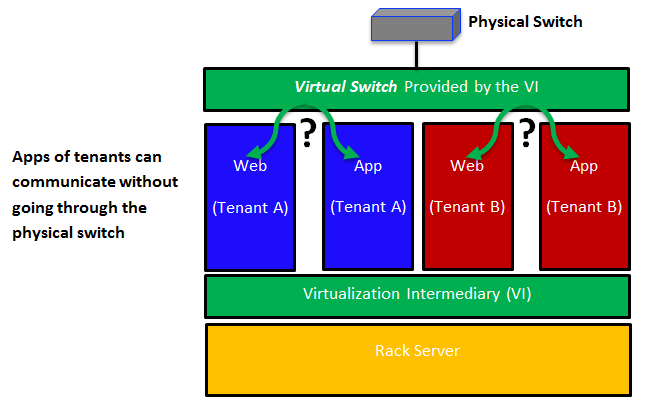 Physical Switch
Virtual Switch Provided by the VI
? ?
Apps of tenants can
communicate without
going through the
physical switch
Web App Web App
(Tenant A) (Tenant A) (Tenant B) (Tenant B)
Virtualization Intermediary (VI)
Rack Server